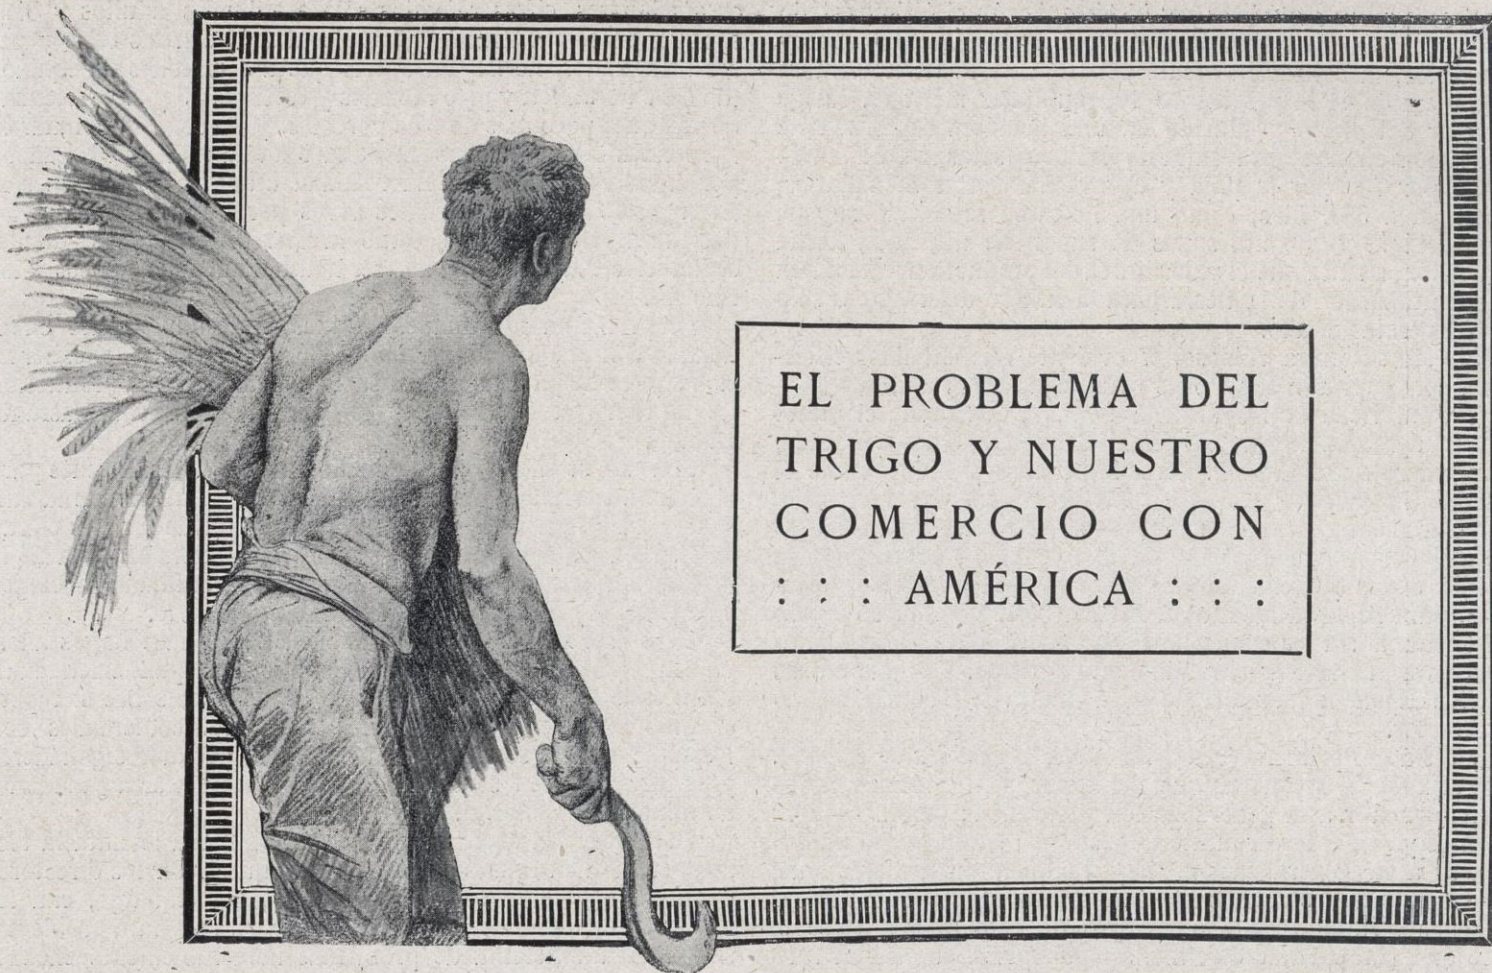 EL PROBLEMA DEL
TRIGO Y NUESTRO
COMERCIO CON
: : : AMÉRICA : : :